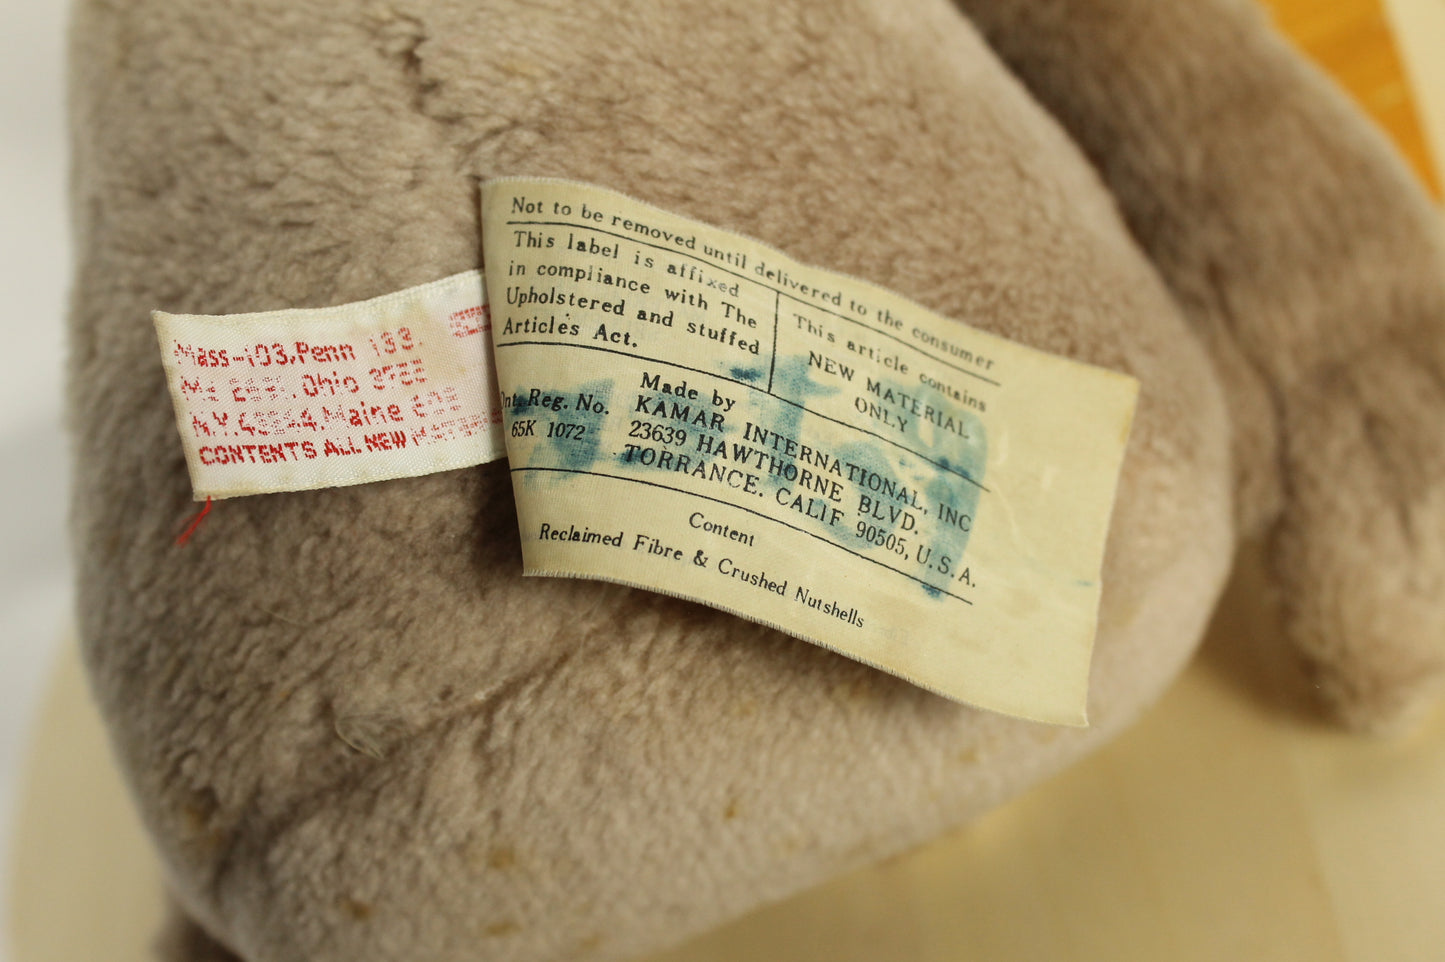 Mass-103,Penn
Ohio
Maine
CONTENTS ALL NEW
Not to be removed until delivered to the consumer
This label is affixed
in compliance with The
Upholstered and stuffed
Articles Act.
This article contains
NEW MATERIAL
ONLY
Ont. Reg. No.
65K 1072
Made by
KAMAR INTERNATIONAL, INC
23639 HAWTHORNE BLVD.
TORRANCE. CALIF 90505, U.S.A.
Content
Reclaimed Fibre & Crushed Nutshells